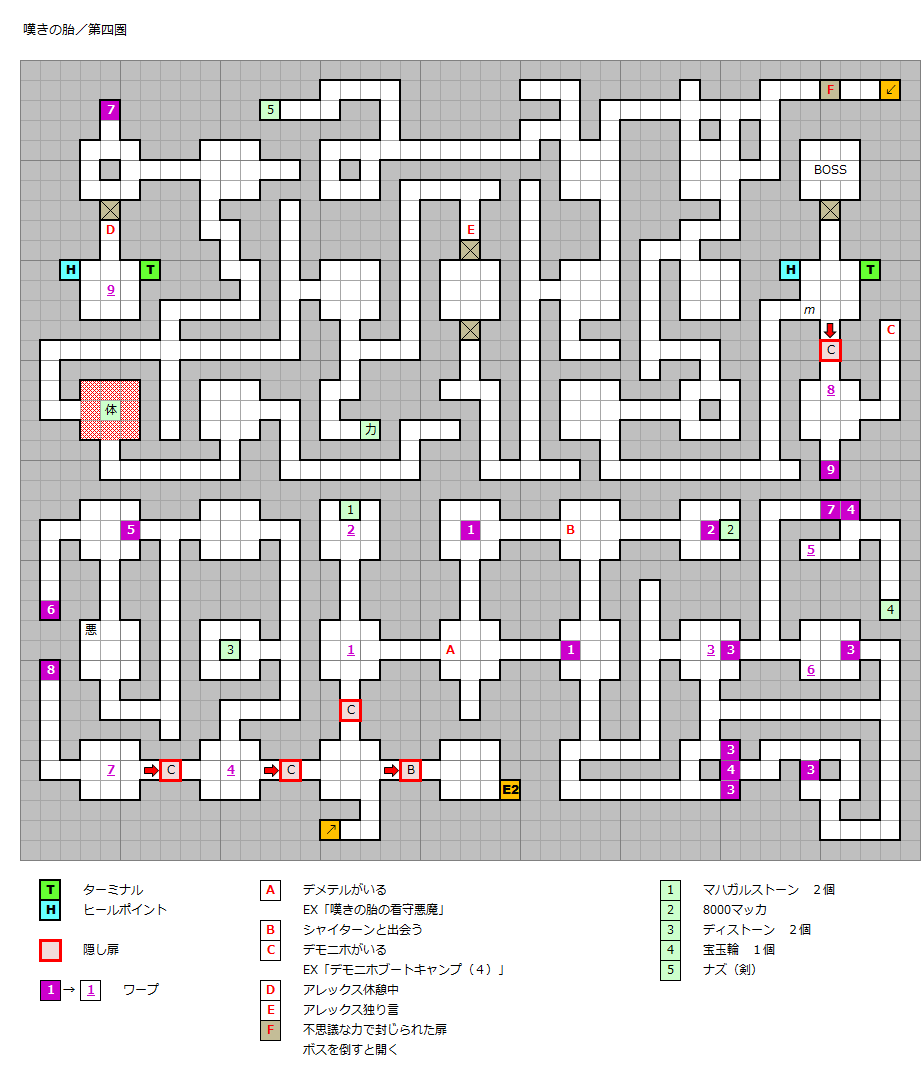 嘆きの胎／第四圏
F ↙
7 5
BOSS
D E
H T H T
9
m
C
C
体 8
力
9
1 7 4
5 2 1 B 2 2
5
6 4
悪
3 1 A 1 3 3 3
8 6
C
3
7 C 4 C B 4 3
E2 3
↗
T ターミナル
H ヒールポイント
隠し扉
1 → 1 ワープ
A デメテルがいる
EX「嘆きの胎の看守悪魔」
B シャイターンと出会う
C デモニホがいる
EX「デモニホブートキャンプ（４）」
D アレックス休憩中
E アレックス独り言
F 不思議な力で封じられた扉
ボスを倒すと開く
1 マハガルストーン　２個
2 8000マッカ
3 ディストーン　２個
4 宝玉輪　１個
5 ナズ（剣）